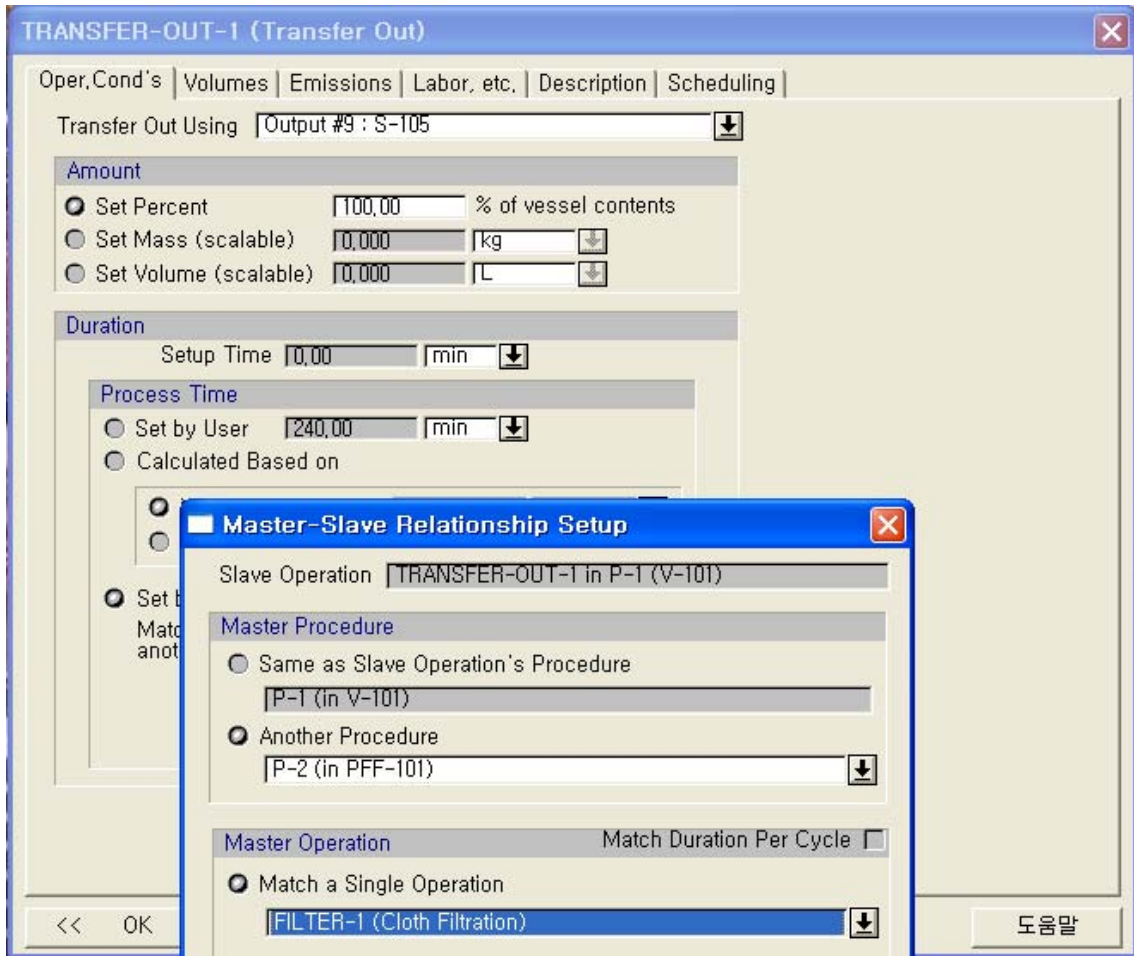 TRANSFER-OUT-1 (Transfer Out)
Oper,Cond's Volumes Emissions Labor, etc, Description Scheduling
Transfer Out Using Output #9 : S-105
Amount
Set Percent 100,00 % of vessel contents
Set Mass (scalable) 0,000 kg
Set Volume (scalable) 0,000 L
Duration
Setup Time 0,00 min
Process Time
Set by User 240,00 min
Calculated Based on
Master-Slave Relationship Setup
Slave Operation TRANSFER-OUT-1 in P-1 (V-101)
Set
Master Procedure
Same as Slave Operation's Procedure
P-1 (in V-101)
Another Procedure
P-2 (in PFF-101)
Master Operation Match Duration Per Cycle
Match a Single Operation
FILTER-1 (Cloth Filtration)
<< OK 도움말